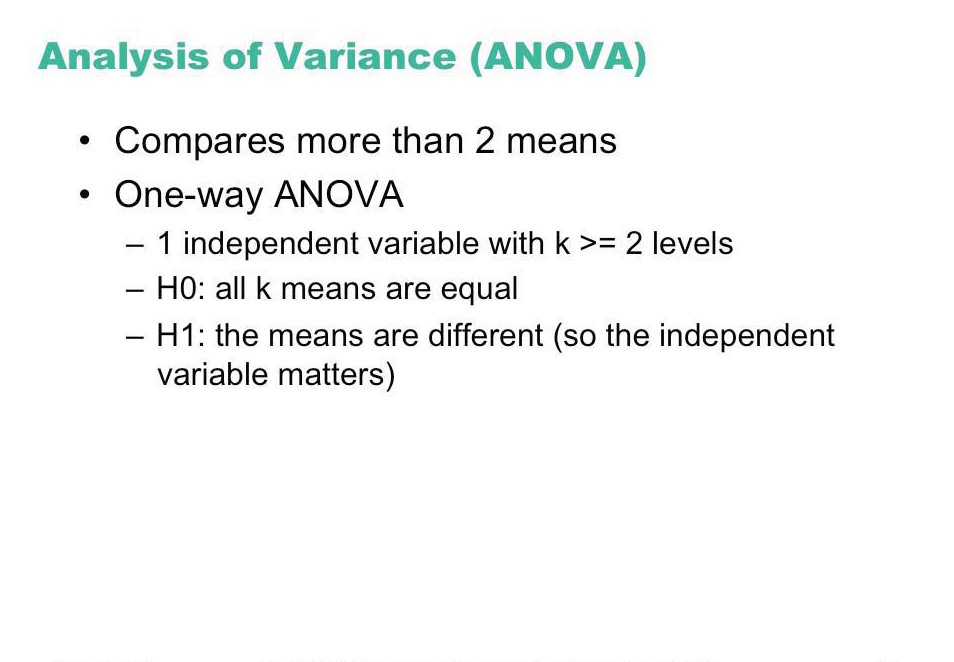 Analysis of Variance (ANOVA)
• Compares more than 2 means
• One-way ANOVA
– 1 independent variable with k >= 2 levels
– H0: all k means are equal
– H1: the means are different (so the independent
variable matters)